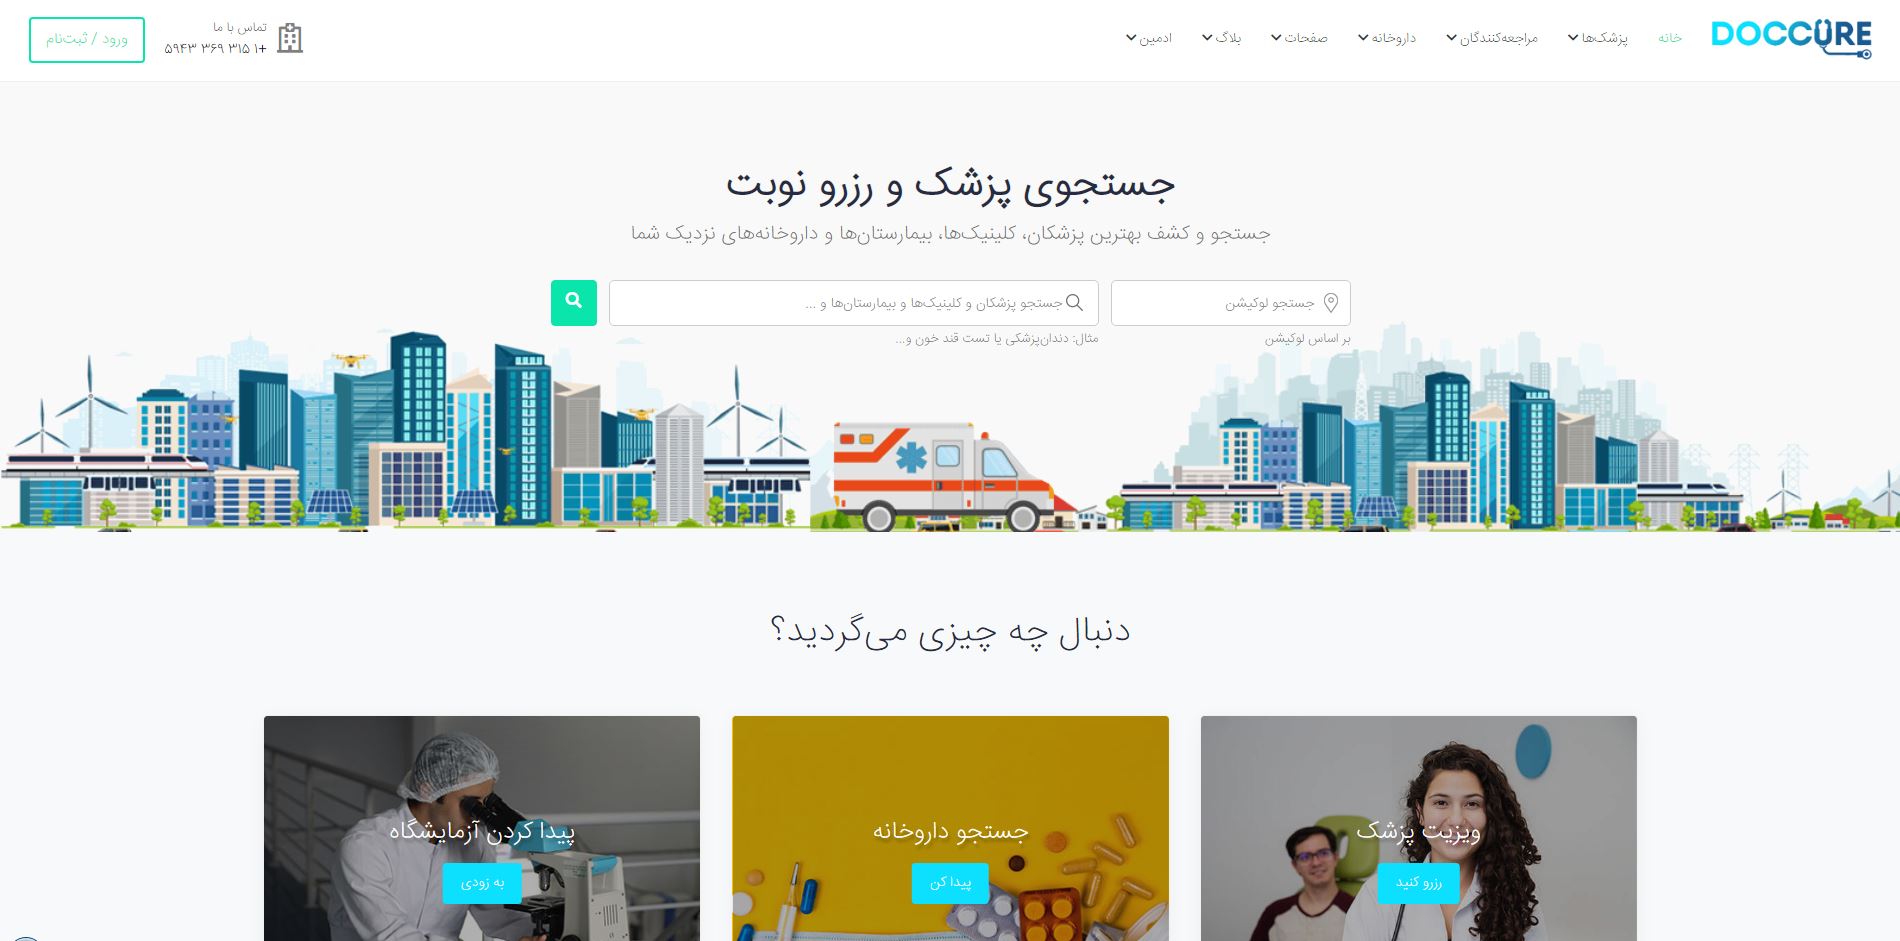 DOCCURE
خانه
پزشک‌ها
مراجعه‌کنندگان
داروخانه
صفحات
بلاگ
ادمین
تماس با ما
+۱ ۳۱۵ ۳۶۹ ۵۹۴۳
ورود / ثبت‌نام
جستجوی پزشک و رزرو نوبت
جستجو و کشف بهترین پزشکان، کلینیک‌ها، بیمارستان‌ها و داروخانه‌های نزدیک شما
جستجو لوکیشن
جستجو پزشکان و کلینیک‌ها و بیمارستان‌ها و ...
بر اساس لوکیشن
مثال: دندان‌پزشکی یا تست قند خون و...
دنبال چه چیزی می‌گردید؟
ویزیت پزشک
رزرو کنید
جستجو داروخانه
پیدا کن
پیدا کردن آزمایشگاه
به زودی